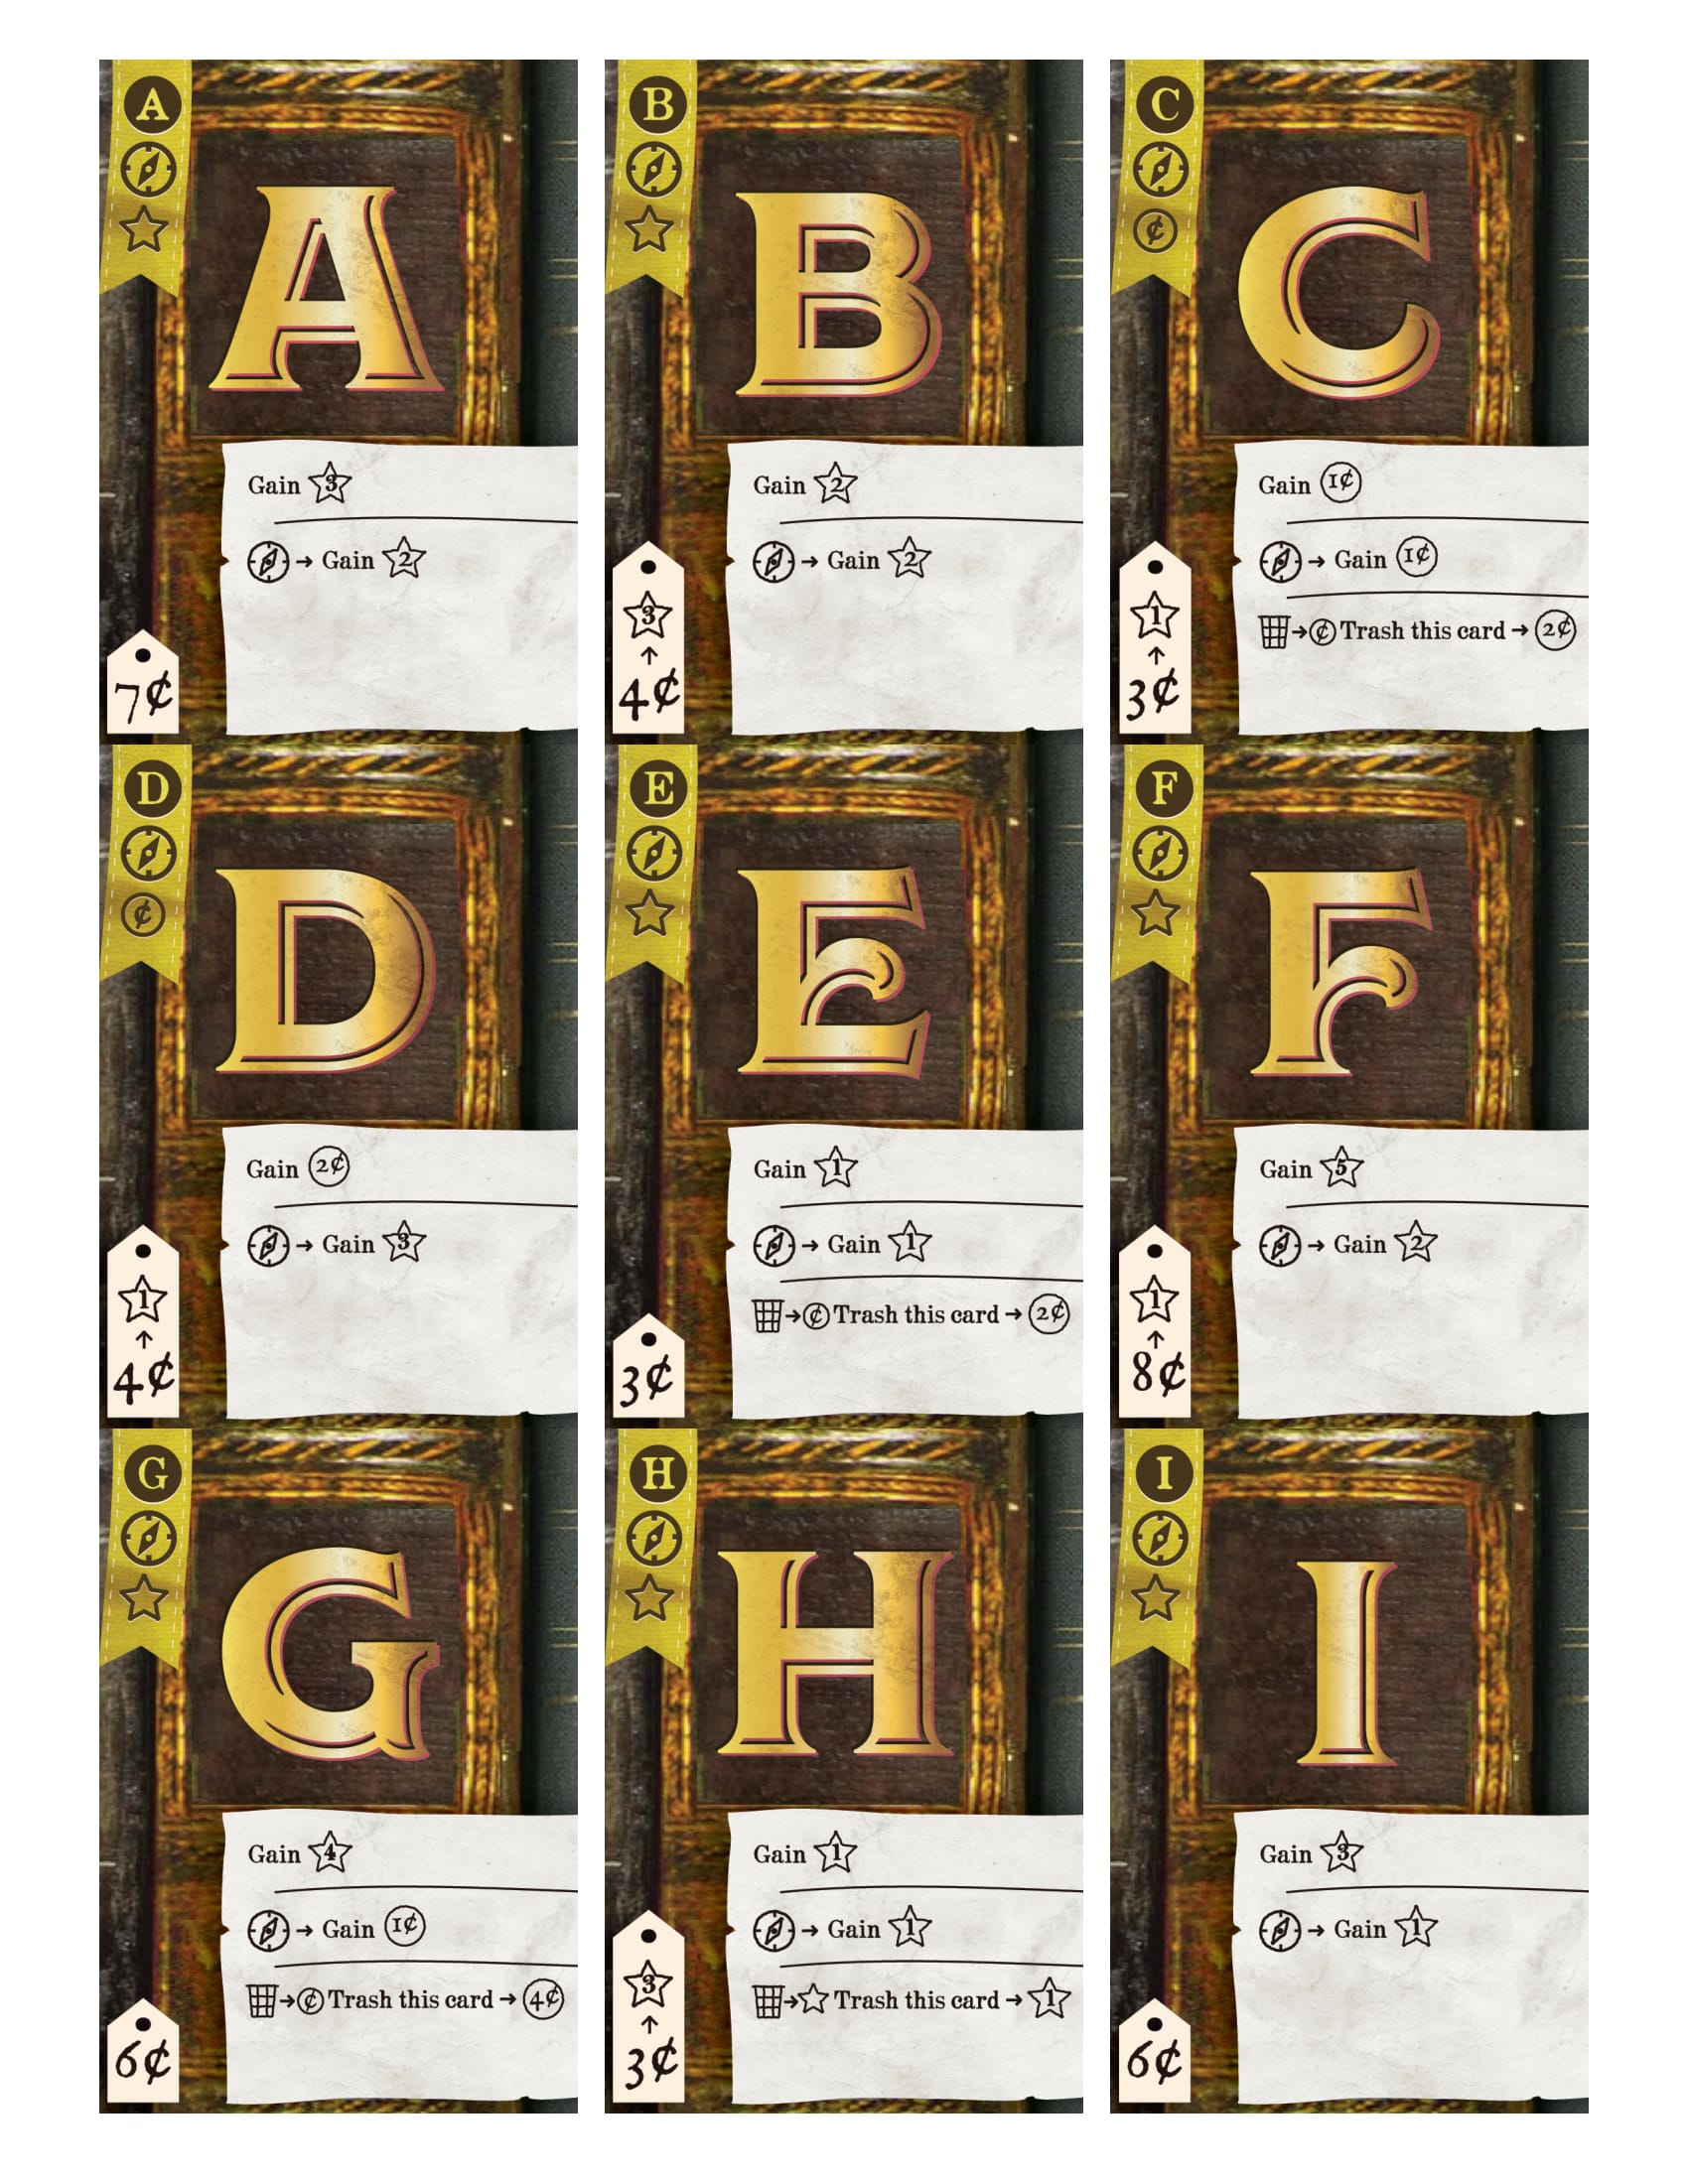 A
A
Gain 3
→ Gain 2
7¢
B
B
Gain 2
→ Gain 2
3
↑
4¢
C
¢
C
Gain 1¢
→ Gain 1¢
→ ¢ Trash this card → 2¢
1
↑
3¢
D
¢
D
Gain 2¢
→ Gain 3
1
↑
4¢
E
E
Gain 1
→ Gain 1
→ ¢ Trash this card → 2¢
3¢
F
F
Gain 5
→ Gain 2
1
↑
8¢
G
G
Gain 4
→ Gain 1¢
→ ¢ Trash this card → 4¢
6¢
H
H
Gain 1
→ Gain 1
→ Trash this card → 1
3
↑
3¢
I
I
Gain 3
→ Gain 1
6¢